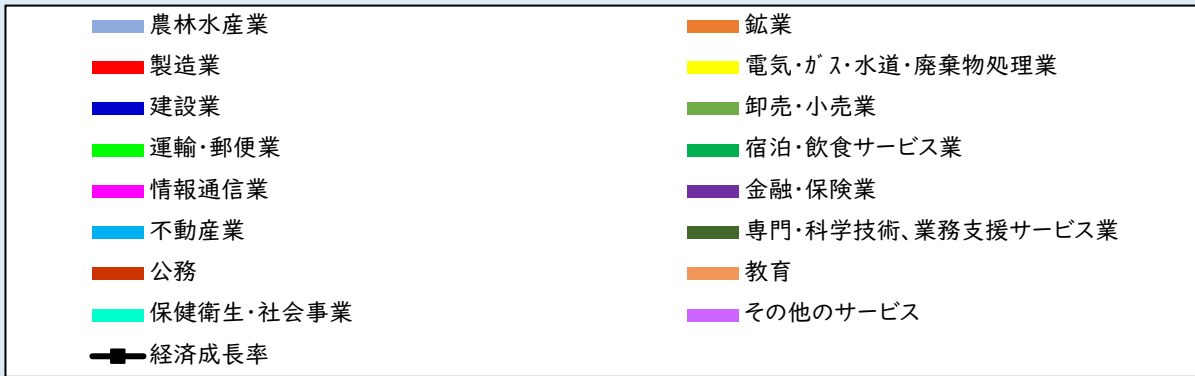 農林水産業
鉱業
製造業
電気・ガス・水道・廃棄物処理業
建設業
卸売・小売業
運輸・郵便業
宿泊・飲食サービス業
情報通信業
金融・保険業
不動産業
専門・科学技術、業務支援サービス業
公務
教育
保健衛生・社会事業
その他のサービス
経済成長率